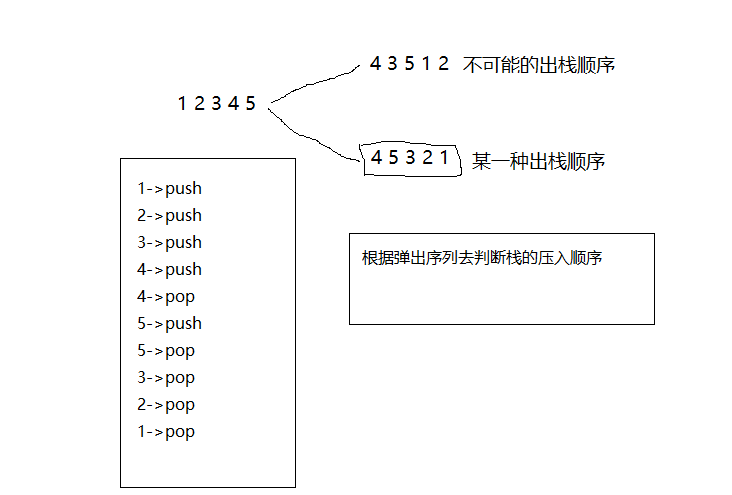 4 3 5 1 2 不可能的出栈顺序
1 2 3 4 5
4 5 3 2 1 某一种出栈顺序
1->push
2->push
3->push
4->push
4->pop
5->push
5->pop
3->pop
2->pop
1->pop
根据弹出序列去判断栈的压入顺序